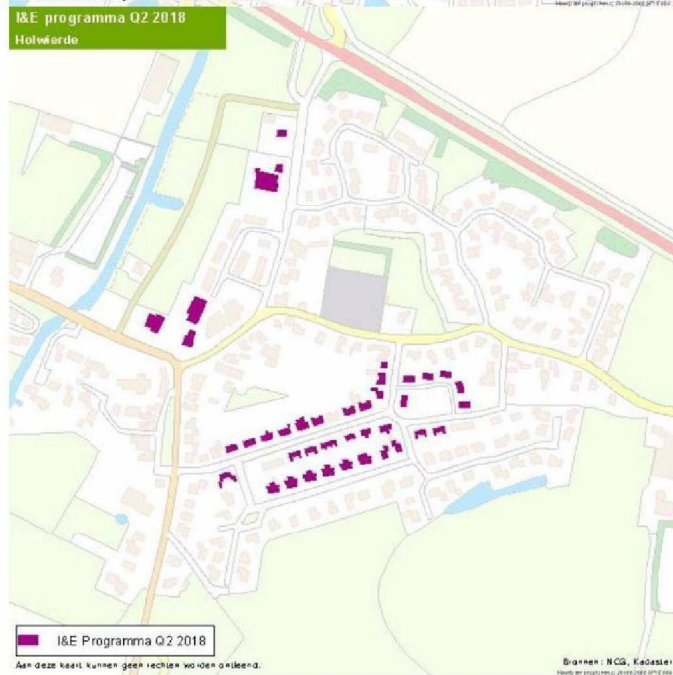 I&E programma Q2 2018
Holwierde
I&E Programma Q2 2018
Aan deze kaart kunnen geen rechten worden ontleend.
Bronnen: NCG, Kadaster